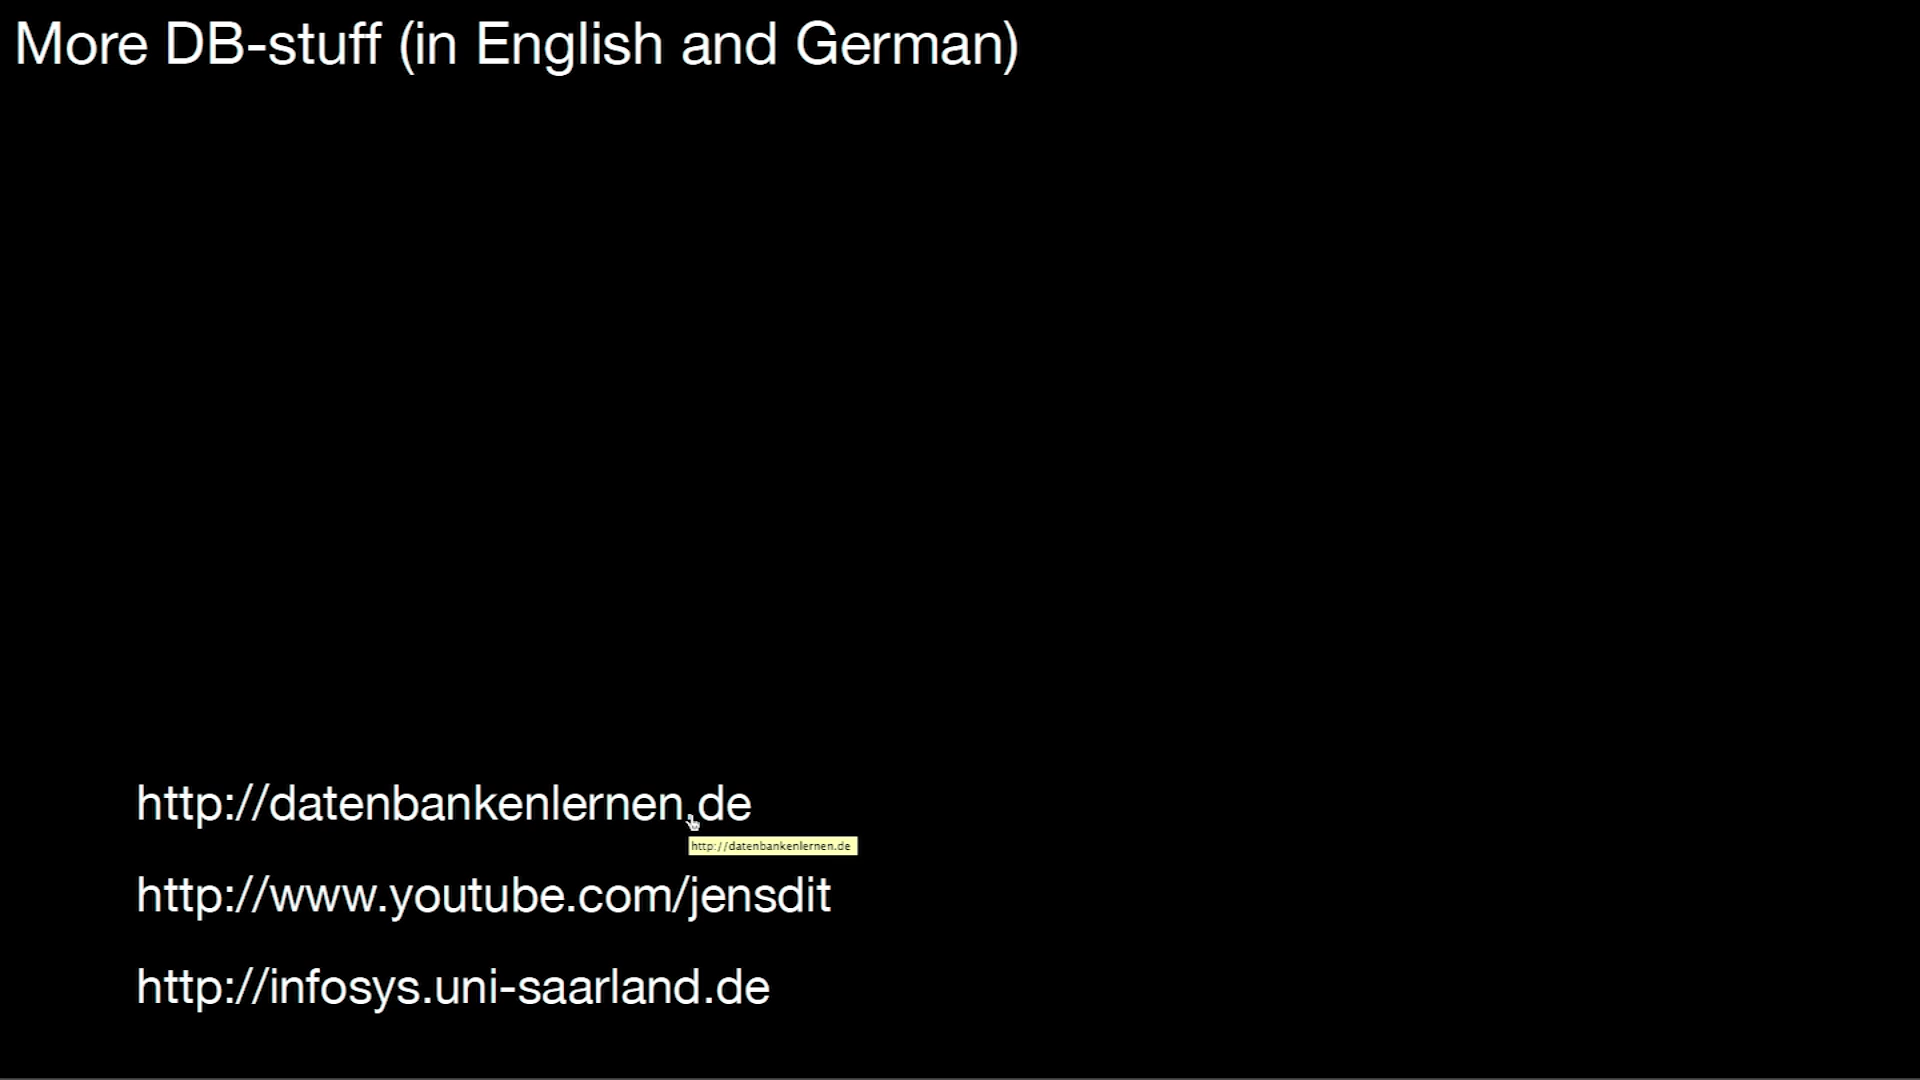 More DB-stuff (in English and German)
http://datenbankenlernen.de
http://datenbankenlernen.de
http://www.youtube.com/jensdit
http://infosys.uni-saarland.de